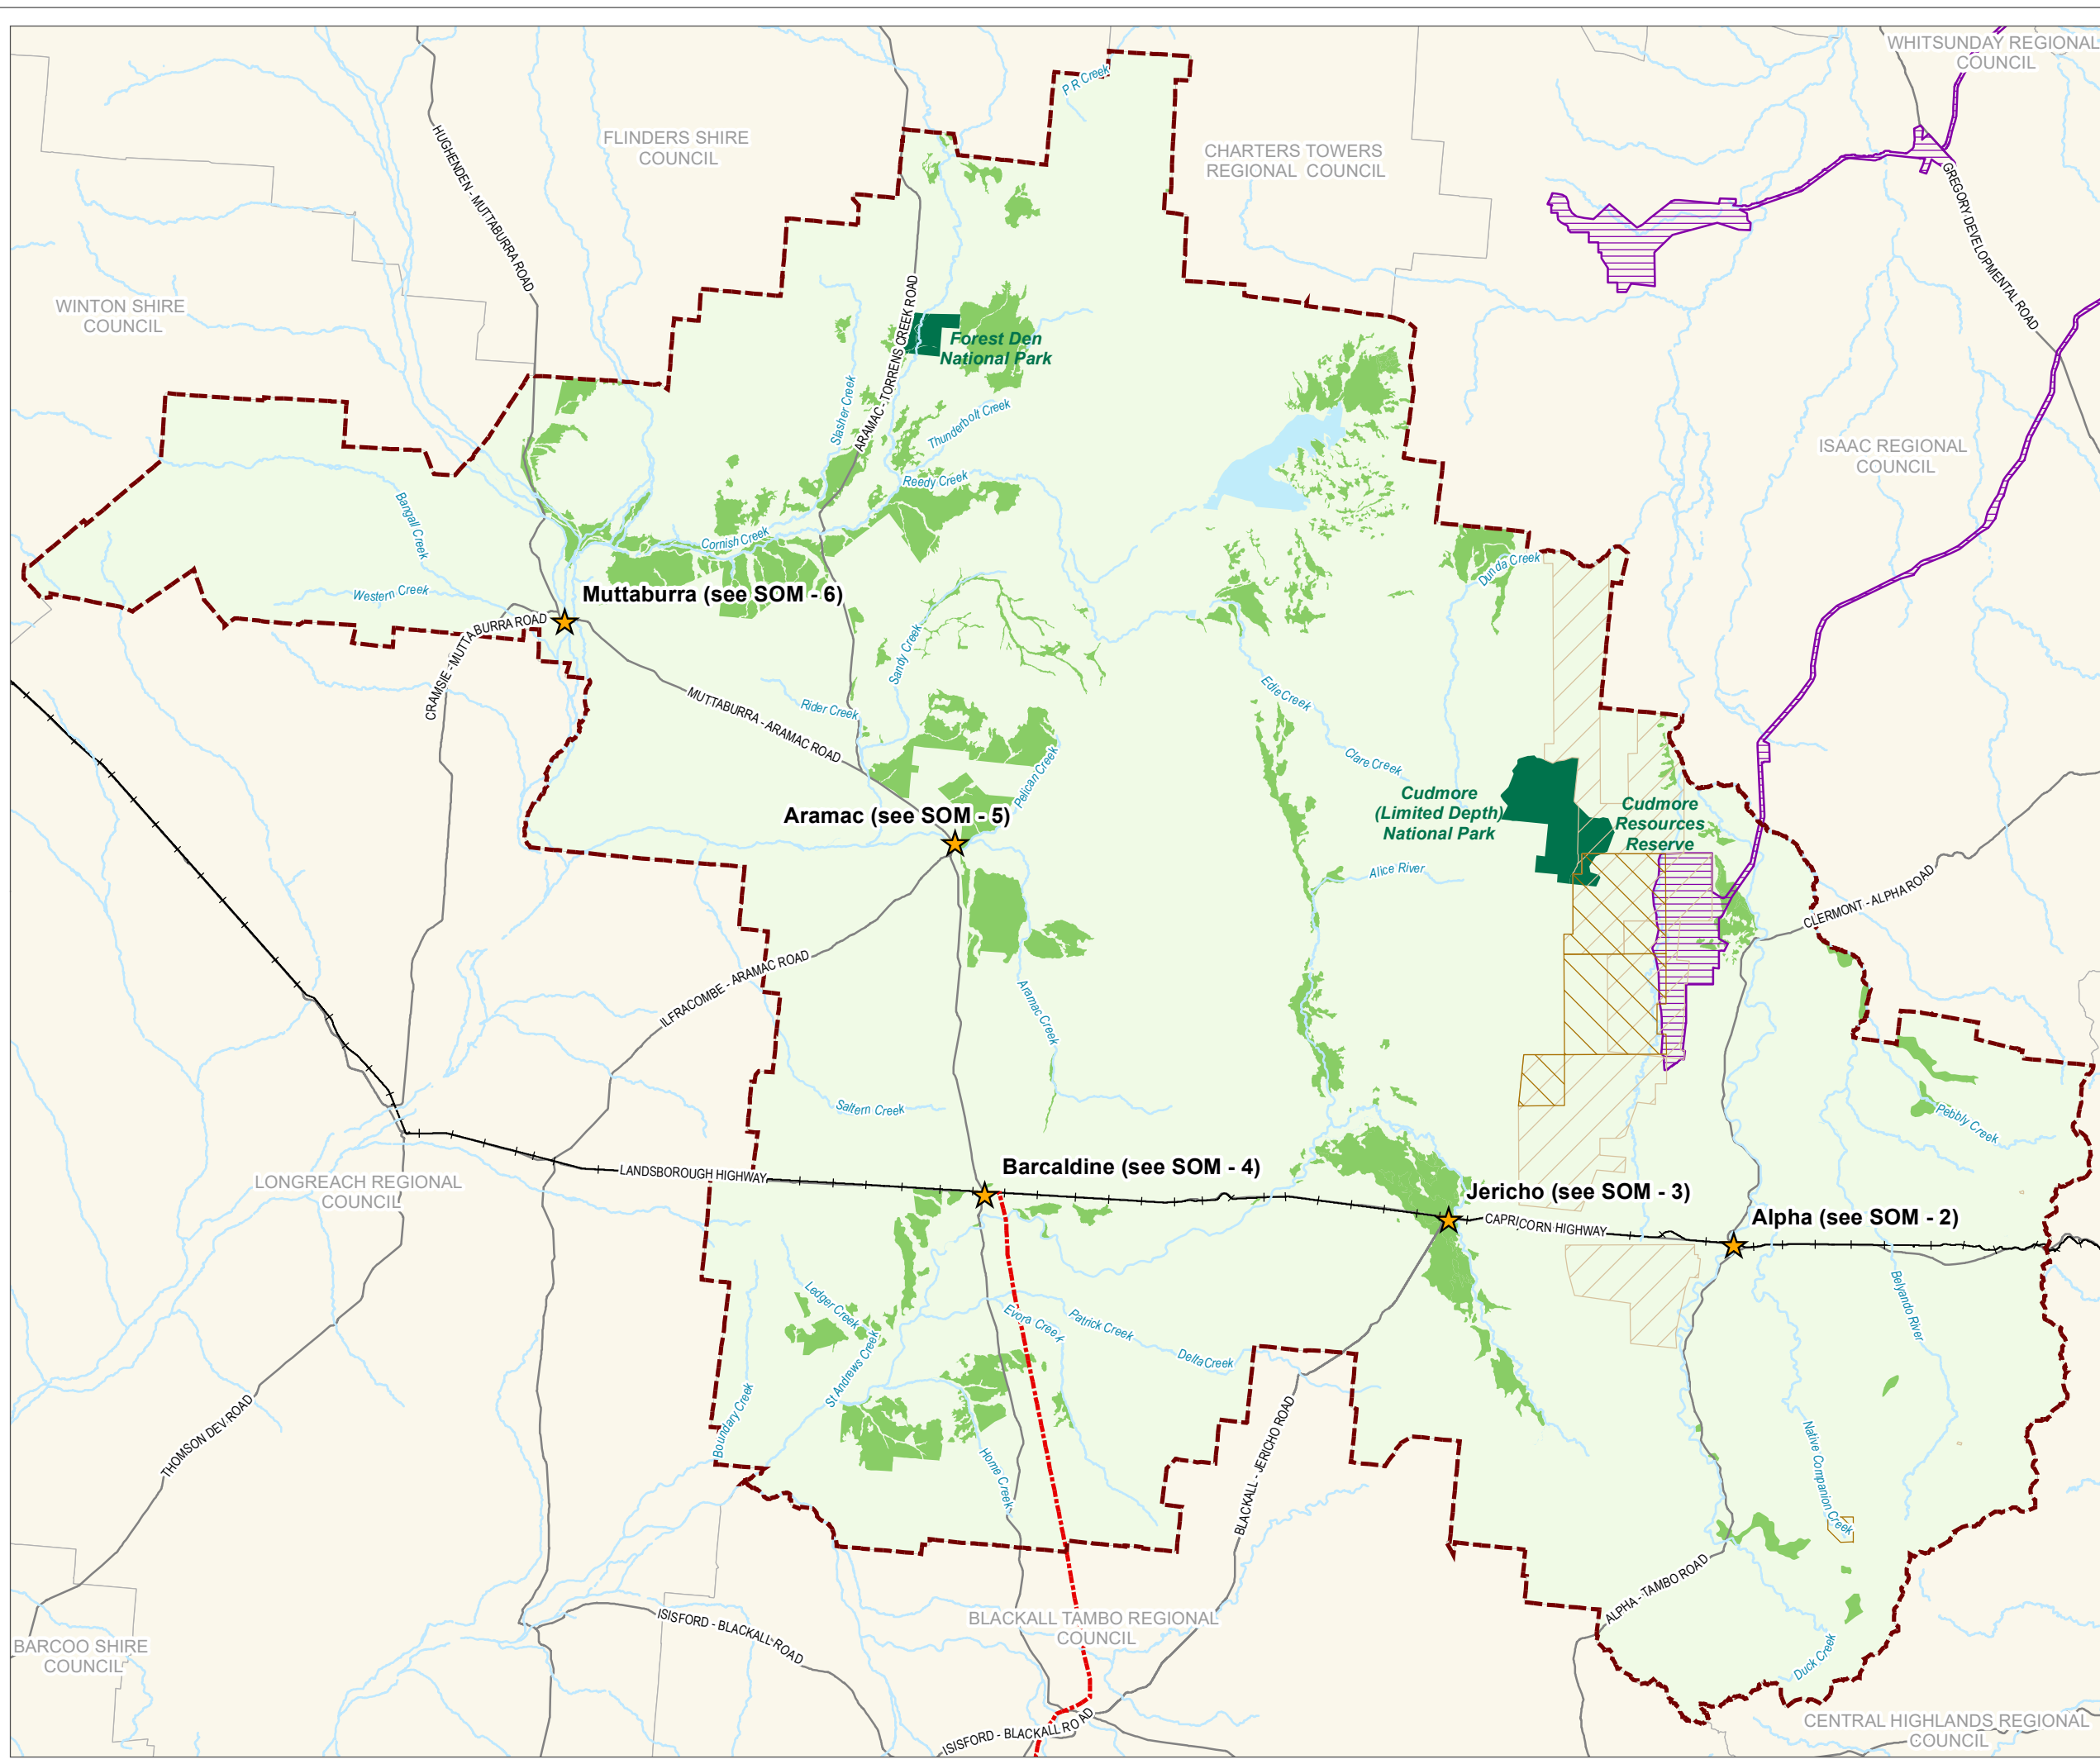 WHITSUNDAY REGIONAL
COUNCIL
P R Creek
FLINDERS SHIRE
COUNCIL
CHARTERS TOWERS
REGIONAL COUNCIL
HUGHENDEN - MUTTABURRA ROAD
GREGORY DEVELOPMENTAL ROAD
WINTON SHIRE
COUNCIL
ARAMAC - TORRENS CREEK ROAD
Forest Den
National Park
Slasher Creek
Thunderbolt Creek
ISAAC REGIONAL
COUNCIL
Reedy Creek
Bangall Creek
Cornish Creek
Dunda Creek
Western Creek
Muttaburra (see SOM - 6)
CRAMSIE - MUTTABURRA ROAD
Sandy Creek
Edie Creek
Rider Creek
MUTTABURRA - ARAMAC ROAD
Clare Creek
Pelican Creek
Cudmore
(Limited Depth)
National Park
Cudmore
Resources
Reserve
Aramac (see SOM - 5)
Alice River
CLERMONT - ALPHA ROAD
ILFRACOMBE - ARAMAC ROAD
Aramac Creek
Saltern Creek
Pebbly Creek
LANDSBOROUGH HIGHWAY
Barcaldine (see SOM - 4)
LONGREACH REGIONAL
COUNCIL
Jericho (see SOM - 3)
CAPRICORN HIGHWAY
Alpha (see SOM - 2)
Ledger Creek
Evora Creek
Patrick Creek
Belyando River
Delta Creek
St Andrews Creek
THOMSON DEV ROAD
Boundary Creek
BLACKALL - JERICHO ROAD
Home Creek
Native Companion Creek
ALPHA - TAMBO ROAD
ISISFORD - BLACKALL ROAD
BLACKALL TAMBO REGIONAL
COUNCIL
BARCOO SHIRE
COUNCIL
Duck Creek
ISISFORD - BLACKALL ROAD
CENTRAL HIGHLANDS REGIONAL
COUNCIL